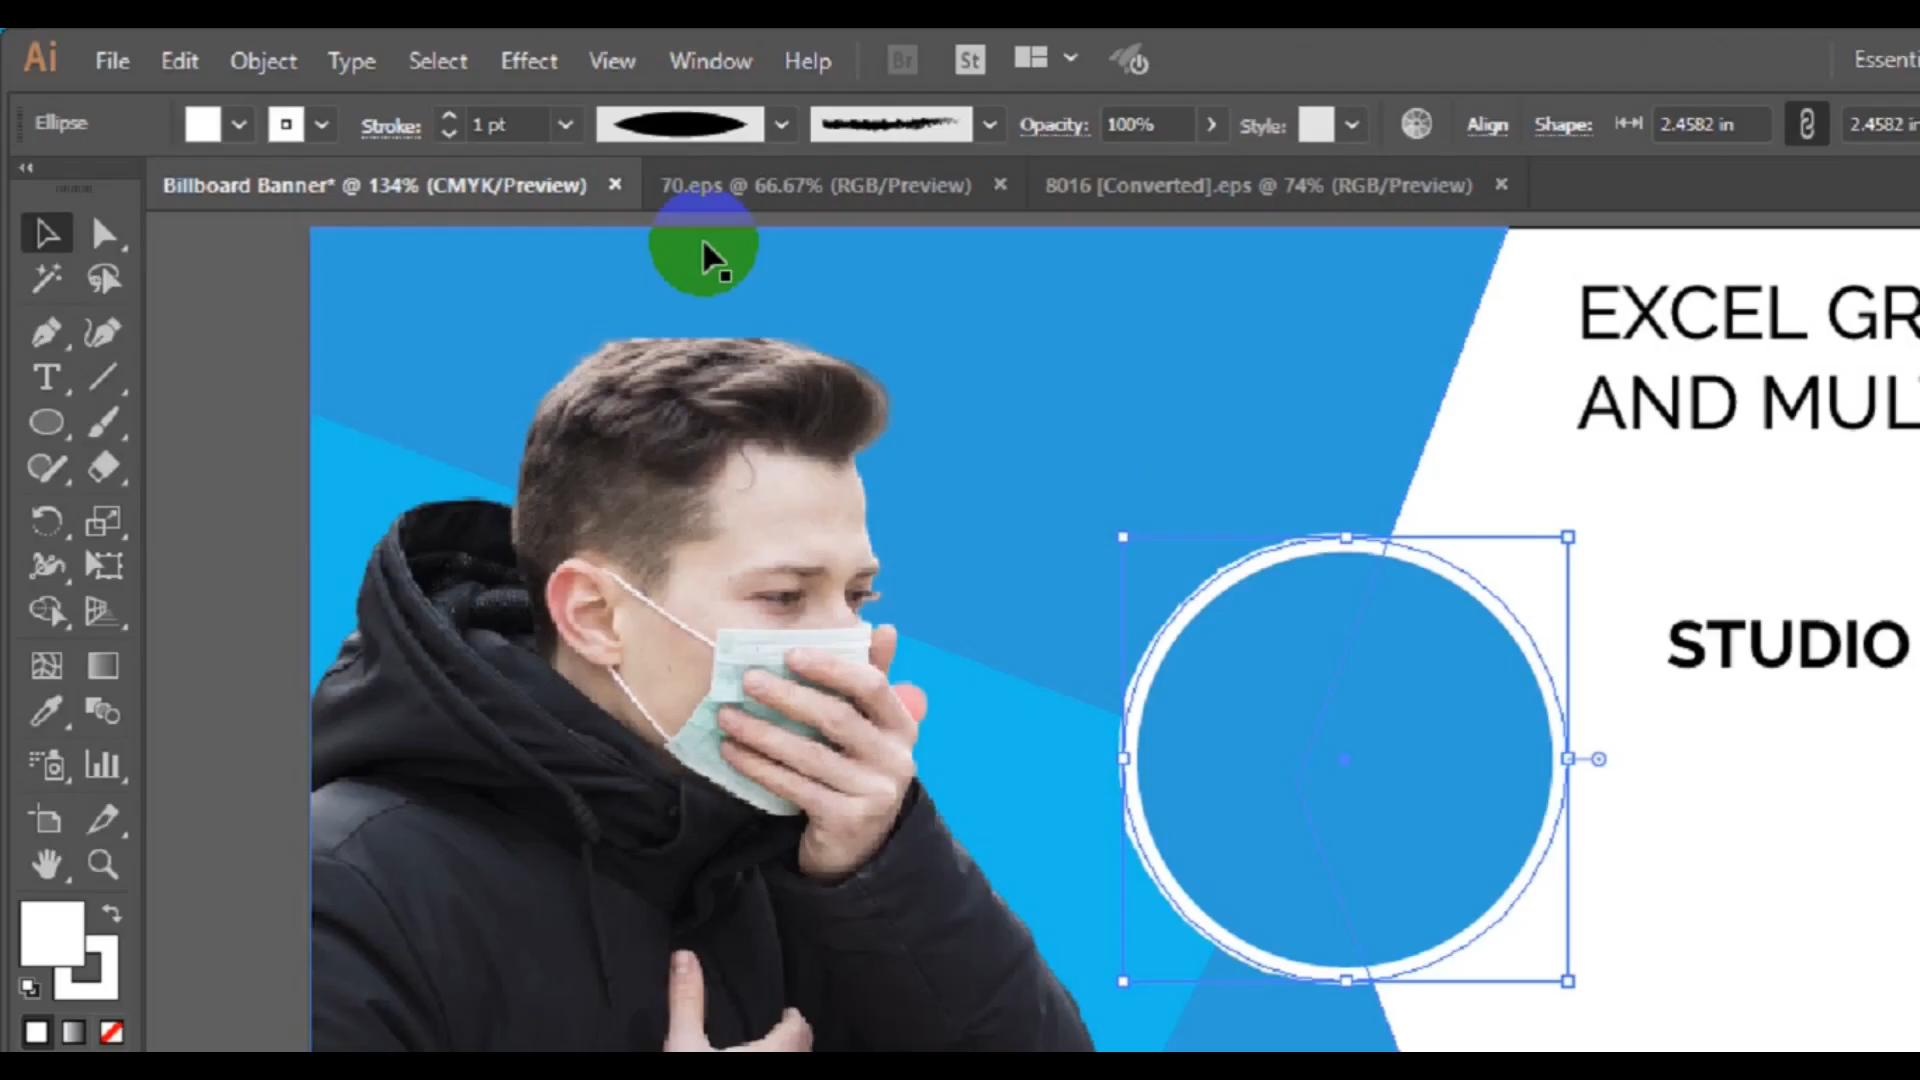 Ai File Edit Object Type Select Effect View Window Help Br St Essenti
Ellipse Stroke: 1 pt Opacity: 100% Style: Align Shape: 2.4582 in 2.4582 in
Billboard Banner* @ 134% (CMYK/Preview) × 70.eps @ 66.67% (RGB/Preview) × 8016 [Converted].eps @ 74% (RGB/Preview) ×
EXCEL GR
AND MUL
STUDIO